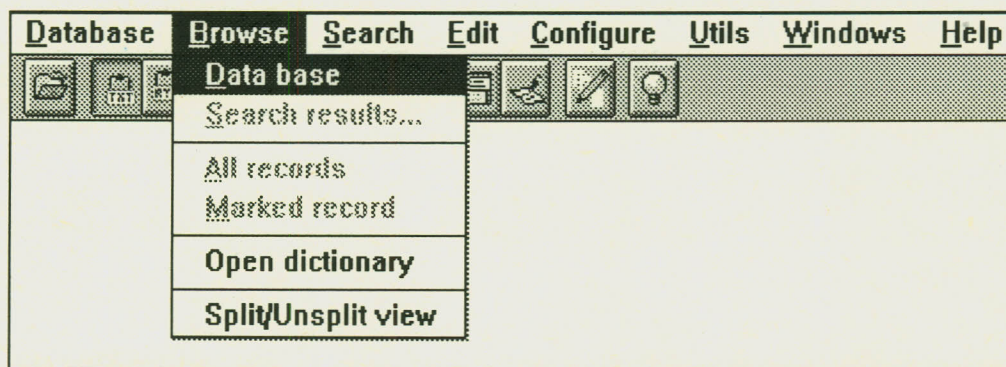 Database Browse Search Edit Configure Utils Windows Help
Data base
TXT
Search results...
All records
Marked record
Open dictionary
Split/Unsplit view